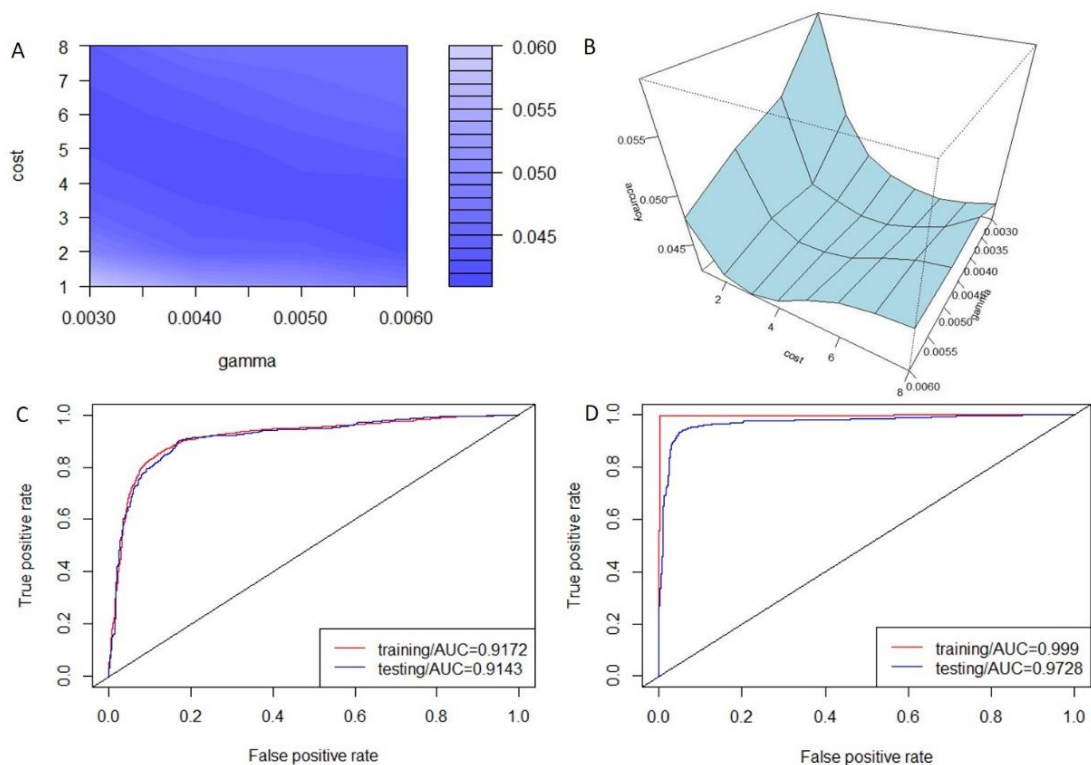 A
8
7
6
5
4
3
2
1
cost
0.0030 0.0040 0.0050 0.0060
gamma
0.060
0.055
0.050
0.045
B
0.055
0.050
0.045
accuracy
2
4
6
8
cost
0.0030
0.0035
0.0040
0.0045
0.0050
0.0055
0.0060
gamma
C
1.0
0.8
0.6
0.4
0.2
0.0
True positive rate
training/AUC=0.9172
testing/AUC=0.9143
0.0 0.2 0.4 0.6 0.8 1.0
False positive rate
D
1.0
0.8
0.6
0.4
0.2
0.0
True positive rate
training/AUC=0.999
testing/AUC=0.9728
0.0 0.2 0.4 0.6 0.8 1.0
False positive rate